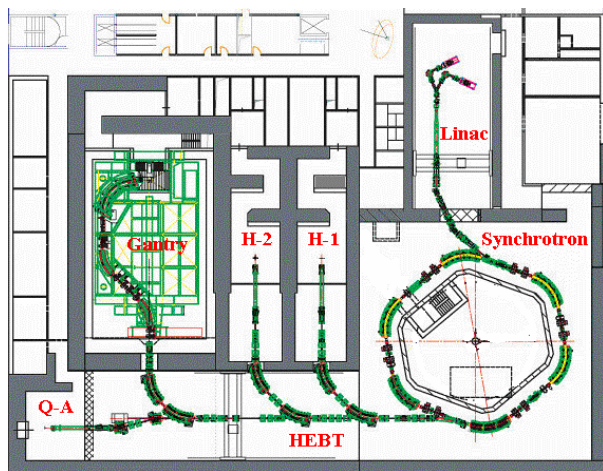 Linac
Gantry
H-2
H-1
Synchrotron
Q-A
HEBT